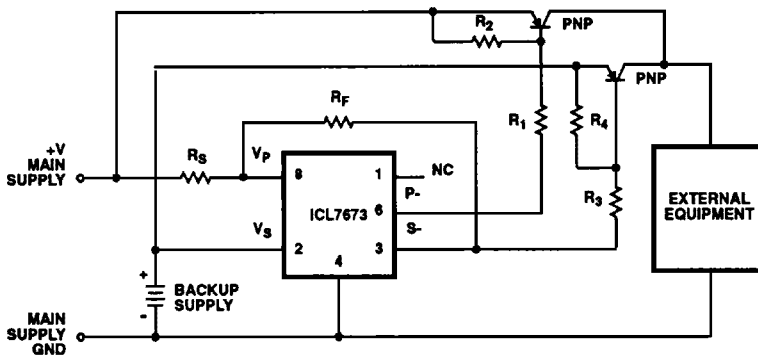 R2
PNP
PNP
RF
R1
R4
+V
MAIN
SUPPLY
RS
VP
8
1
NC
P-
R3
EXTERNAL
EQUIPMENT
ICL7673
6
S-
VS
2
3
4
+
BACKUP
SUPPLY
-
MAIN
SUPPLY
GND